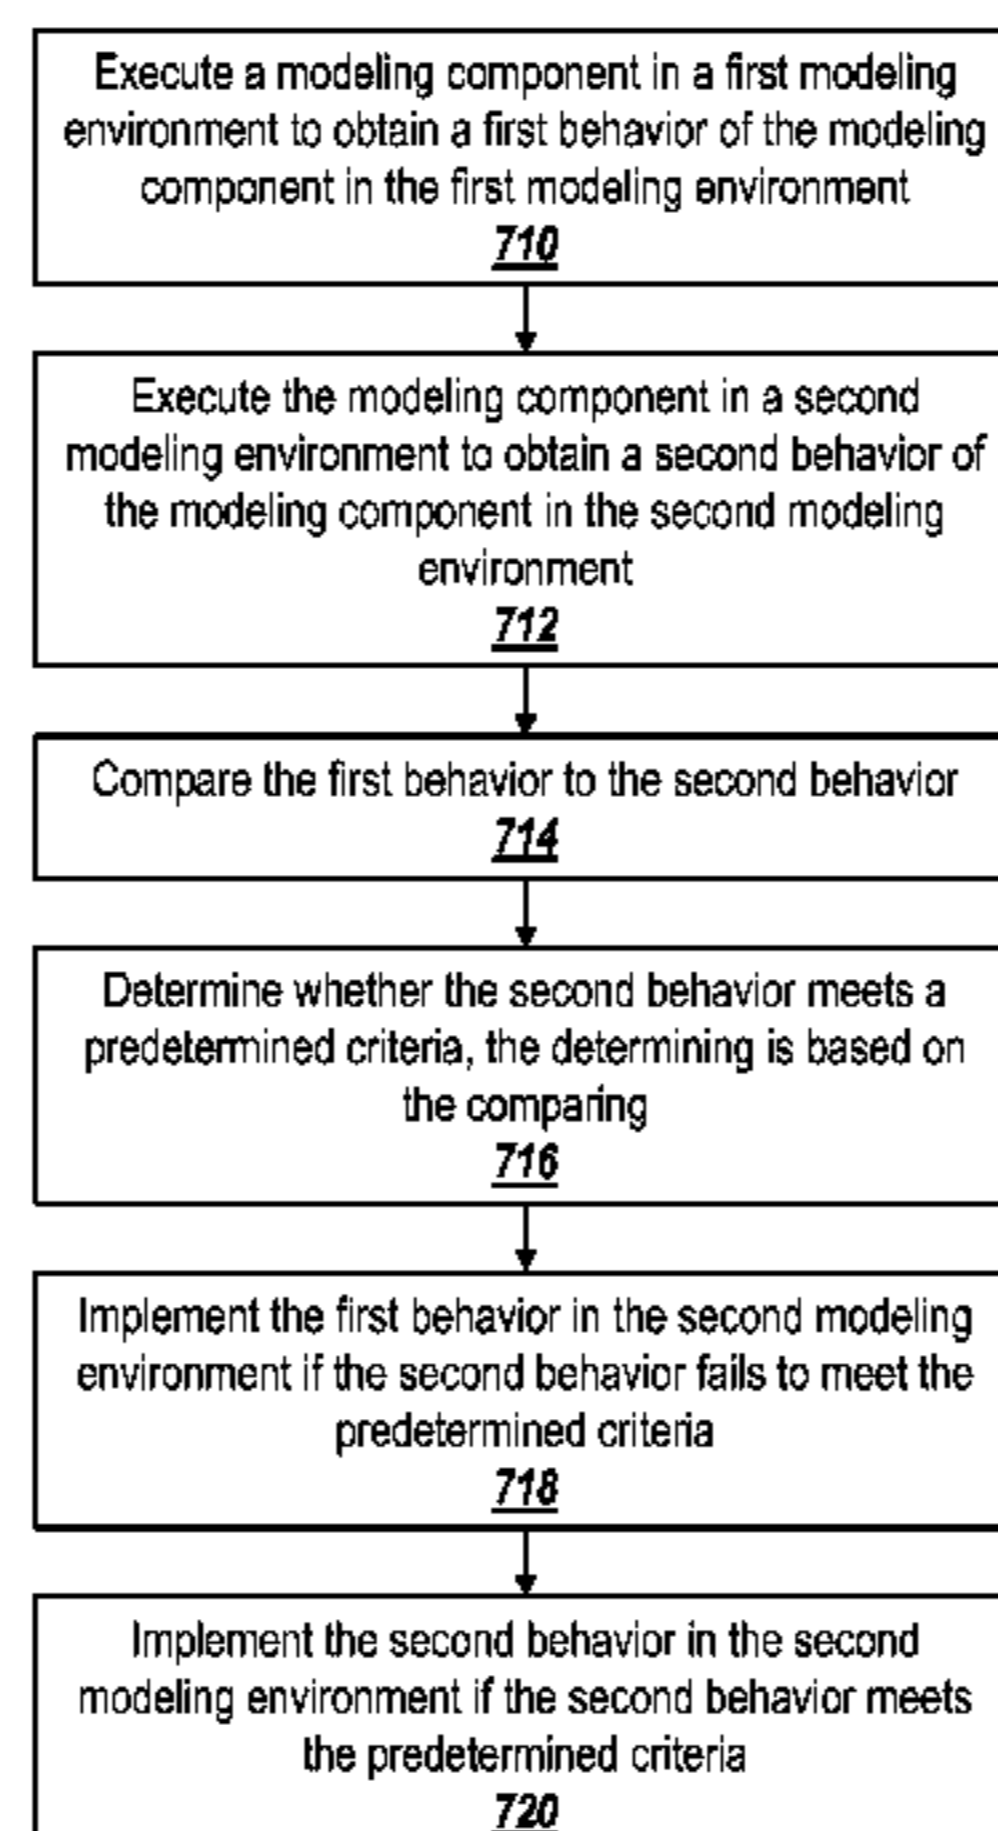 Execute a modeling component in a first modeling
environment to obtain a first behavior of the modeling
component in the first modeling environment
710
Execute the modeling component in a second
modeling environment to obtain a second behavior of
the modeling component in the second modeling
environment
712
Compare the first behavior to the second behavior
714
Determine whether the second behavior meets a
predetermined criteria, the determining is based on
the comparing
716
Implement the first behavior in the second modeling
environment if the second behavior fails to meet the
predetermined criteria
718
Implement the second behavior in the second
modeling environment if the second behavior meets
the predetermined criteria
720